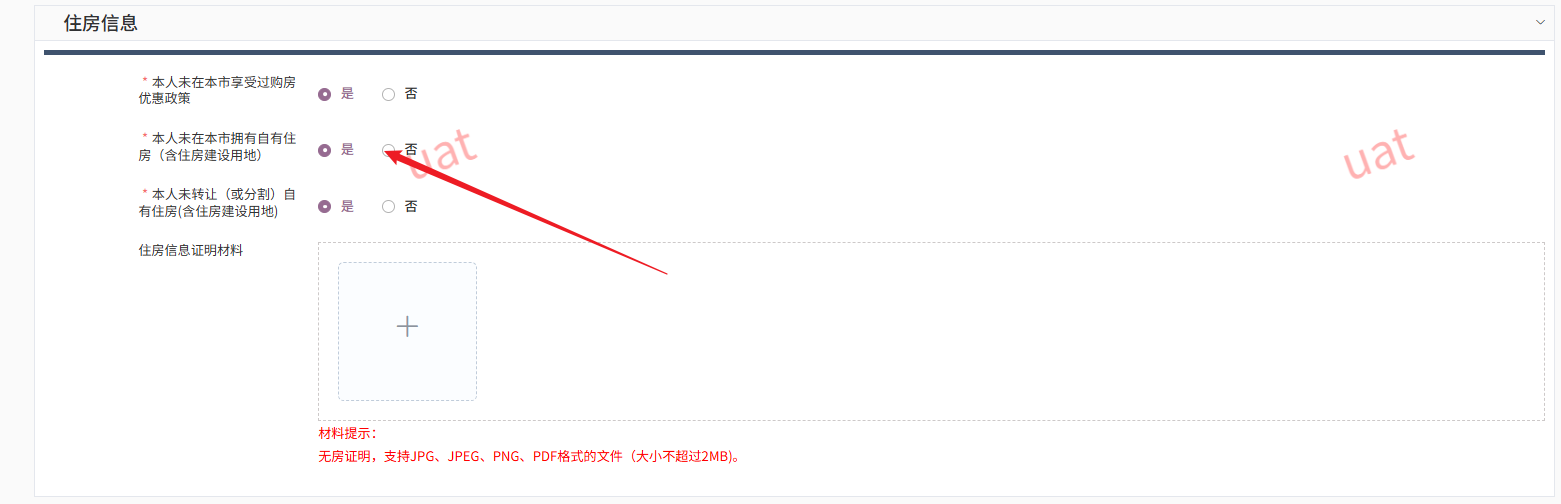 住房信息
* 本人未在本市享受过购房
优惠政策
是 否
* 本人未在本市拥有自有住
房（含住房建设用地）
是 否
uat
uat
* 本人未转让（或分割）自
有住房(含住房建设用地)
是 否
住房信息证明材料
材料提示：
无房证明，支持JPG、JPEG、PNG、PDF格式的文件（大小不超过2MB)。